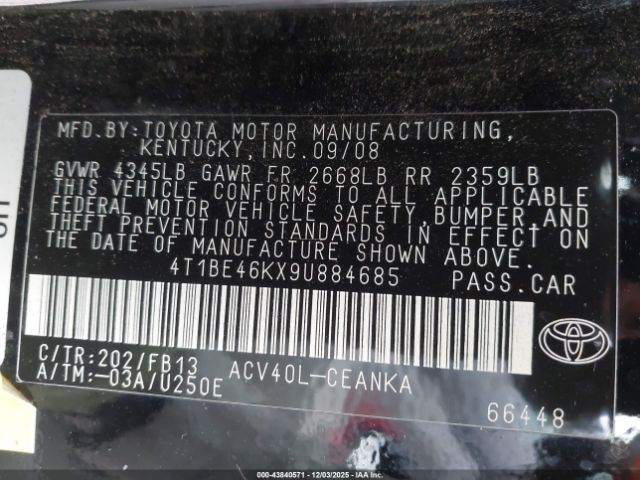 MFD.BY:TOYOTA MOTOR MANUFACTURING,
KENTUCKY,INC.09/08
GVWR 4345LB GAWR FR 2668LB RR 2359LB
THIS VEHICLE CONFORMS TO ALL APPLICABLE
FEDERAL MOTOR VEHICLE SAFETY,BUMPER,AND
THEFT PREVENTION STANDARDS IN EFFECT ON
THE DATE OF MANUFACTURE SHOWN ABOVE.
4T1BE46KX9U884685 PASS.CAR
C/TR:202/FB13 ACV40L-CEANKA
A/TM:-03A/U250E
66448
000-43840571 - 12/03/2025 - IAAI.COM